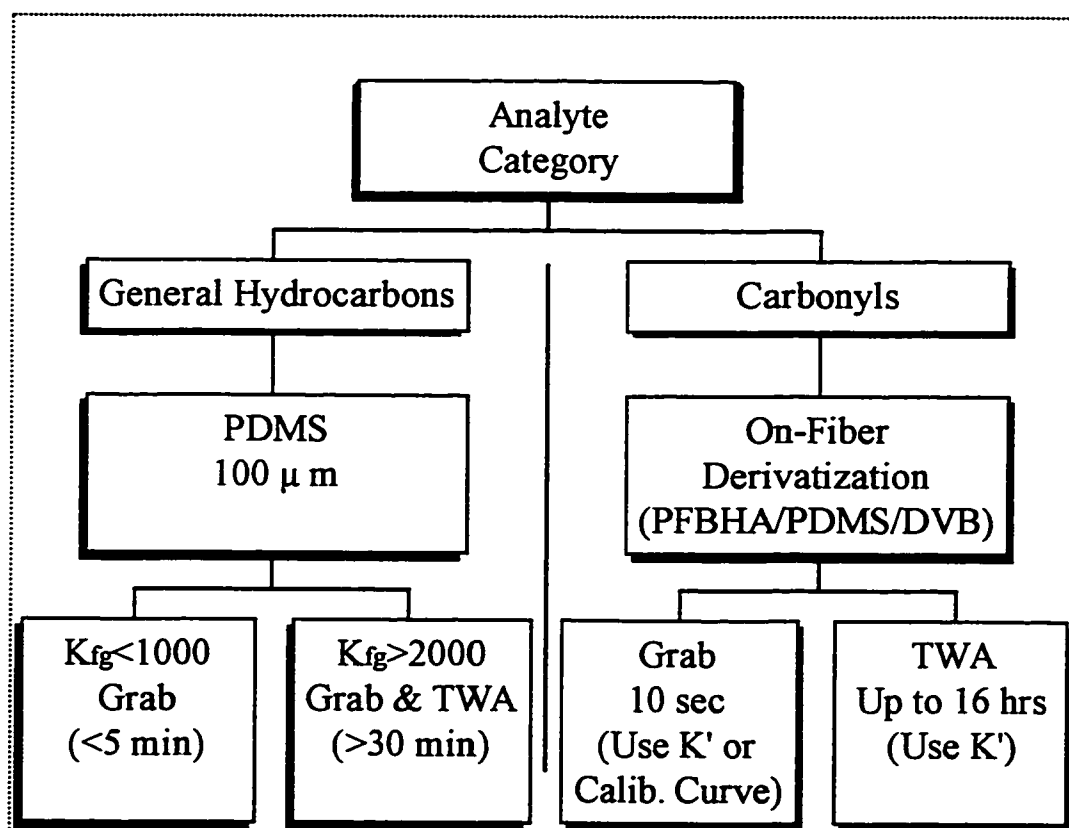 Analyte
Category
General Hydrocarbons
Carbonyls
PDMS
100 μ m
On-Fiber
Derivatization
(PFBHA/PDMS/DVB)
Kfg<1000
Grab
(<5 min)
Kfg>2000
Grab & TWA
(>30 min)
Grab
10 sec
(Use K' or
Calib. Curve)
TWA
Up to 16 hrs
(Use K')